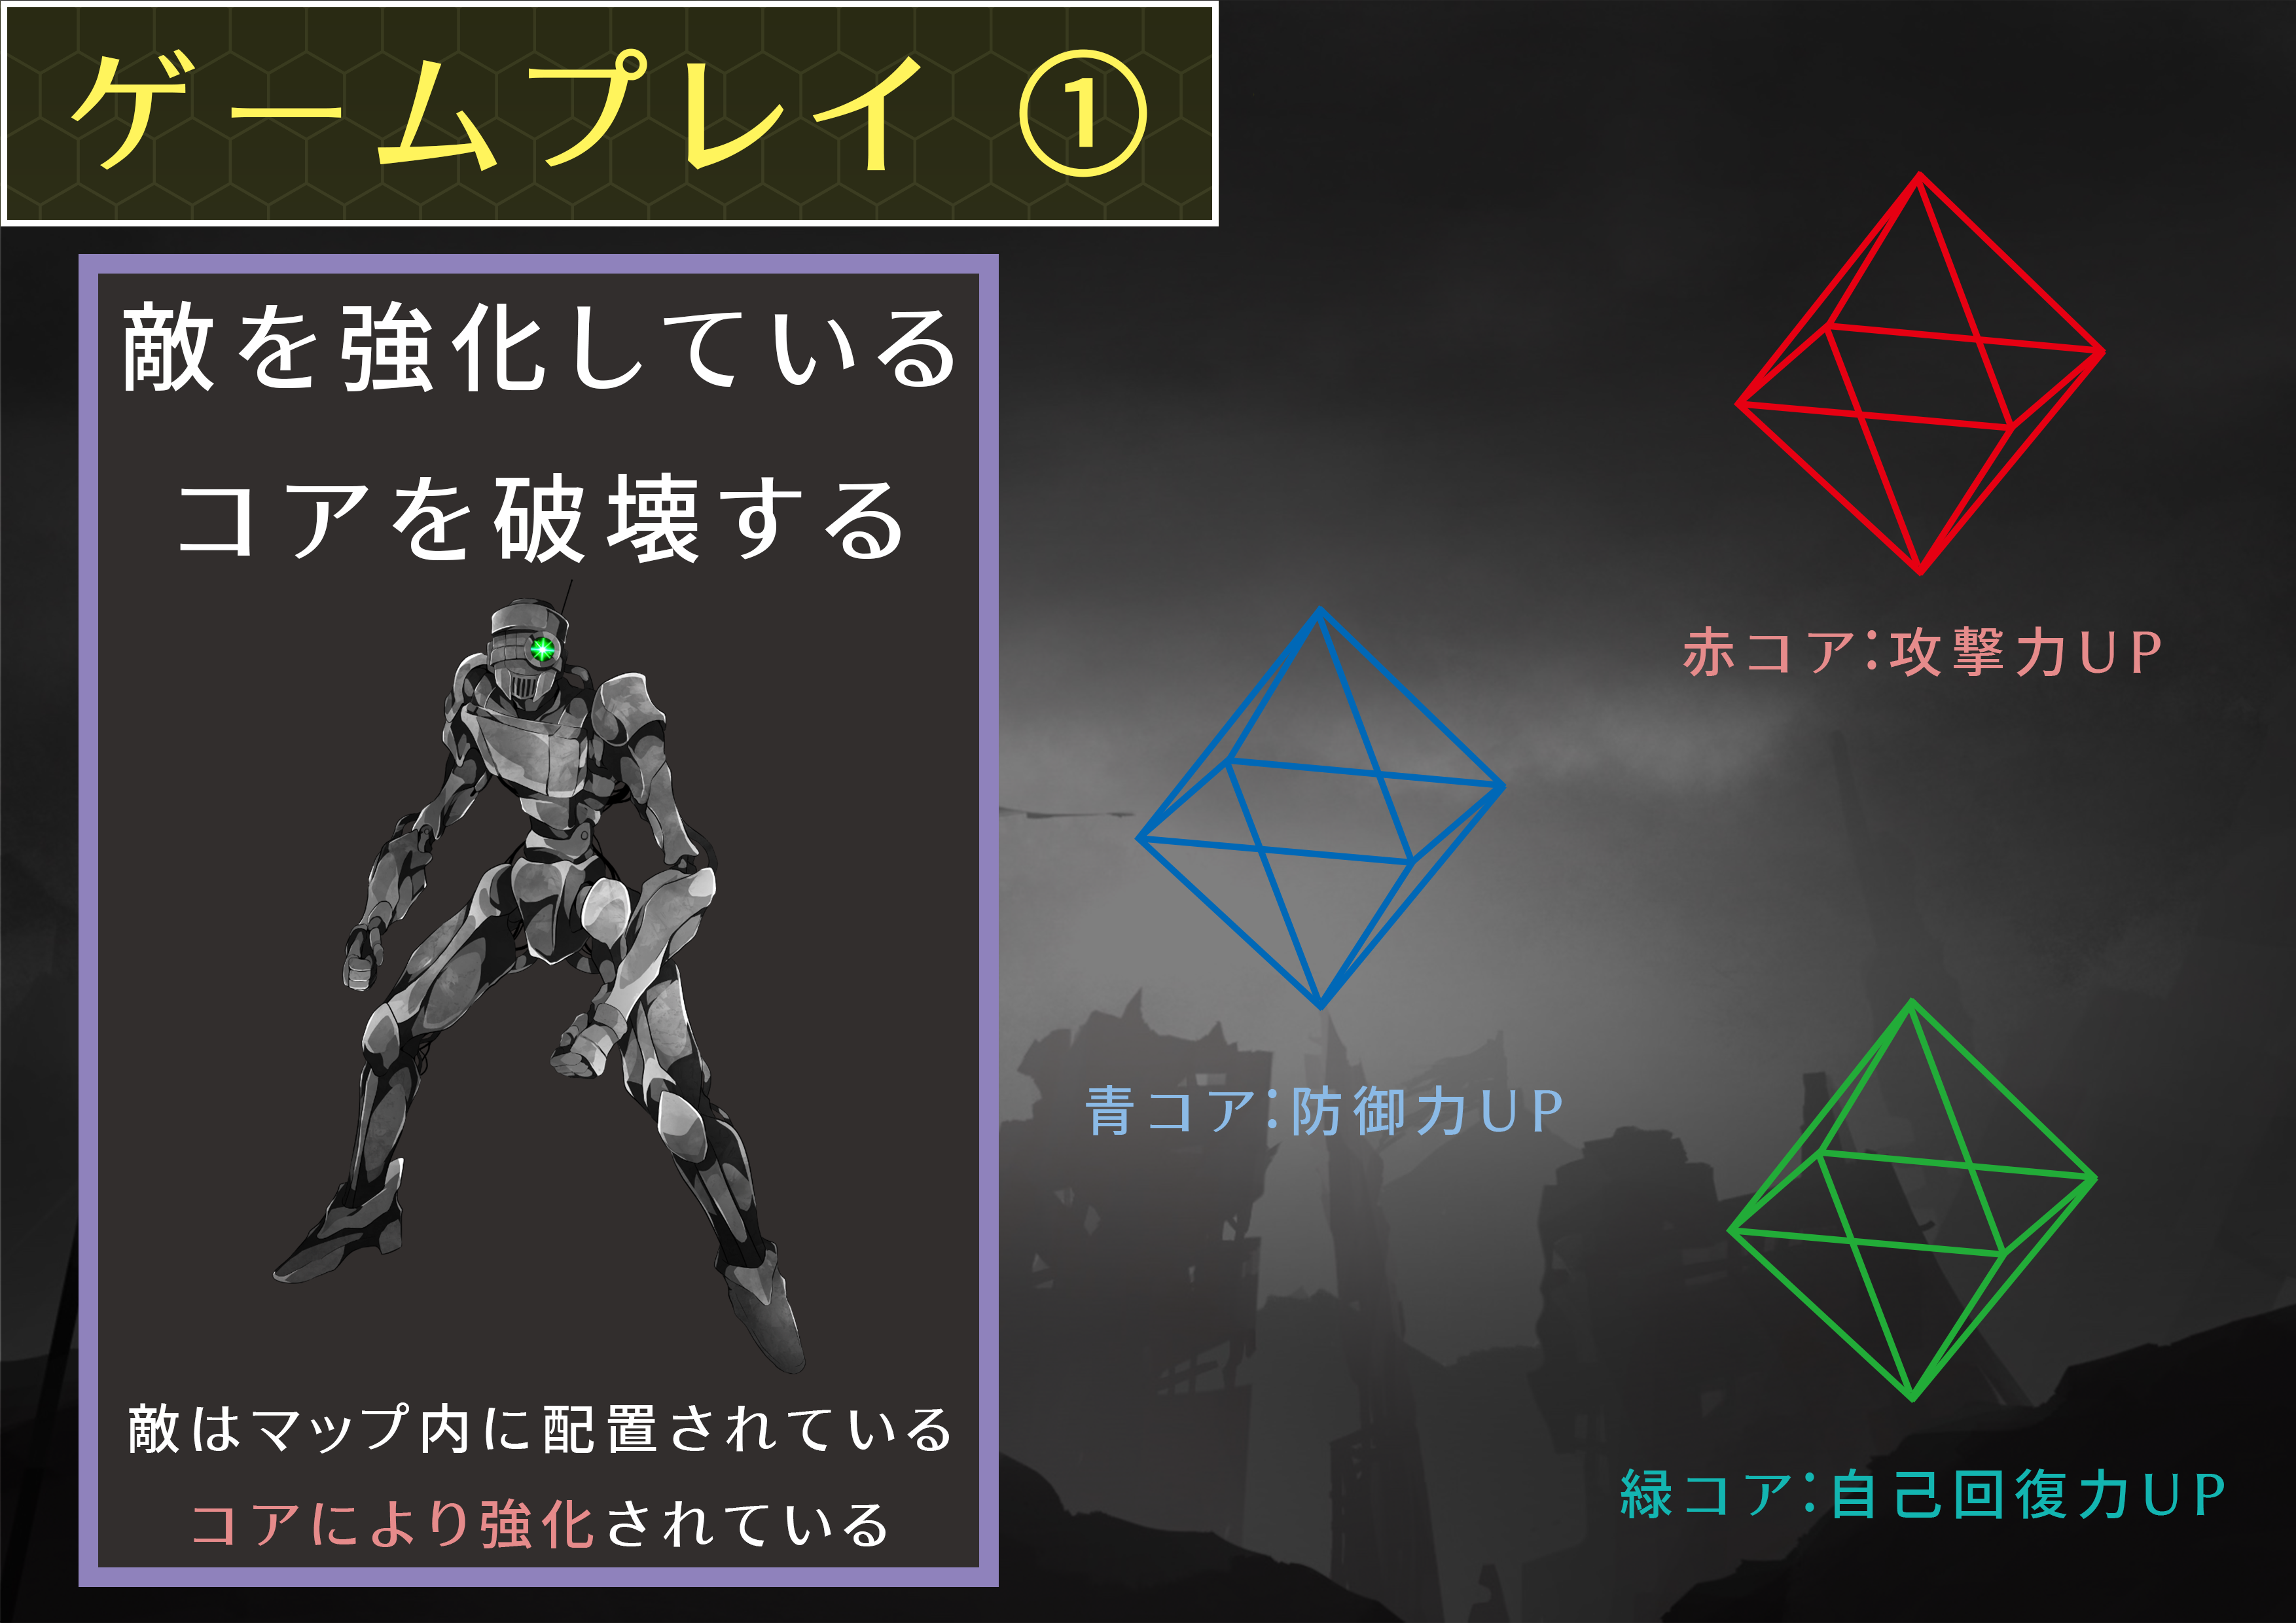 ゲームプレイ ①
敵を強化している
コアを破壊する
敵はマップ内に配置されている
コアにより強化されている
赤コア：攻撃力UP
青コア：防御力UP
緑コア：自己回復力UP